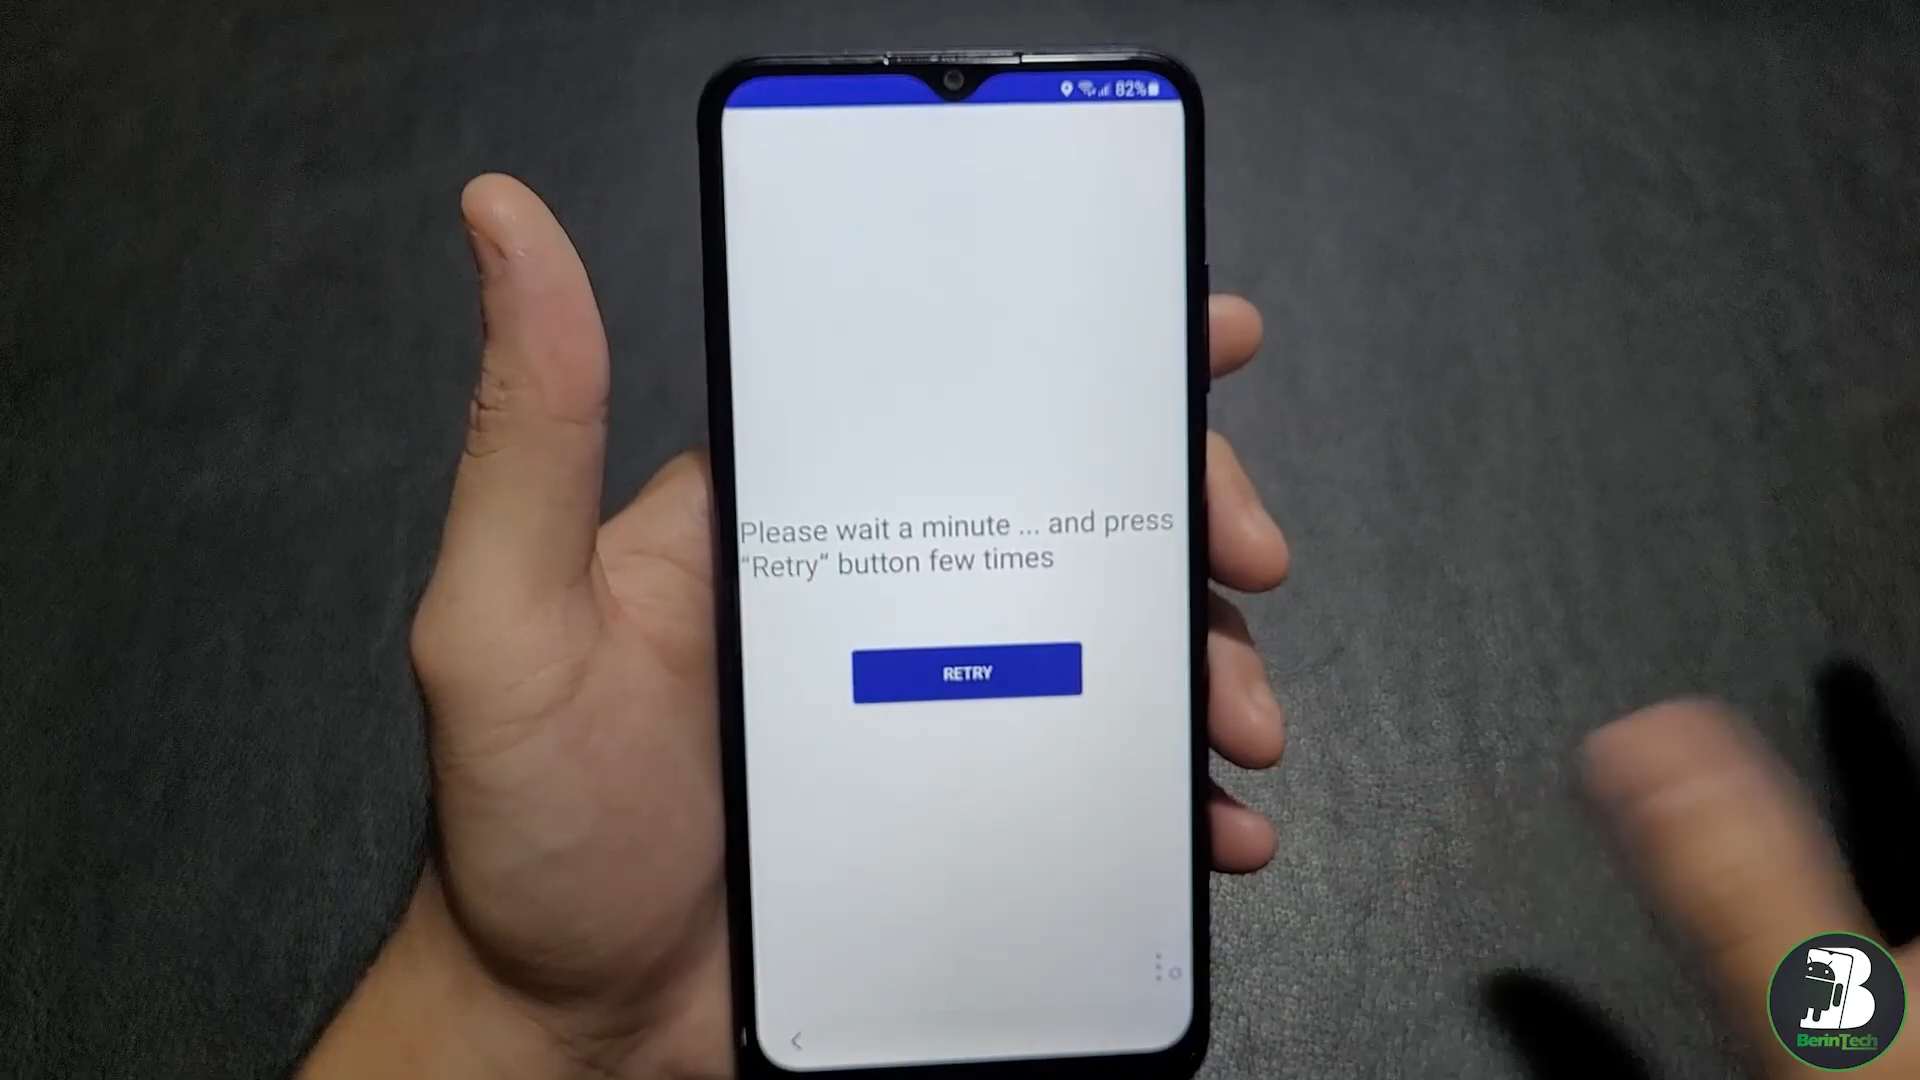 82%
Please wait a minute ... and press
“Retry” button few times
RETRY
B
BerinTech